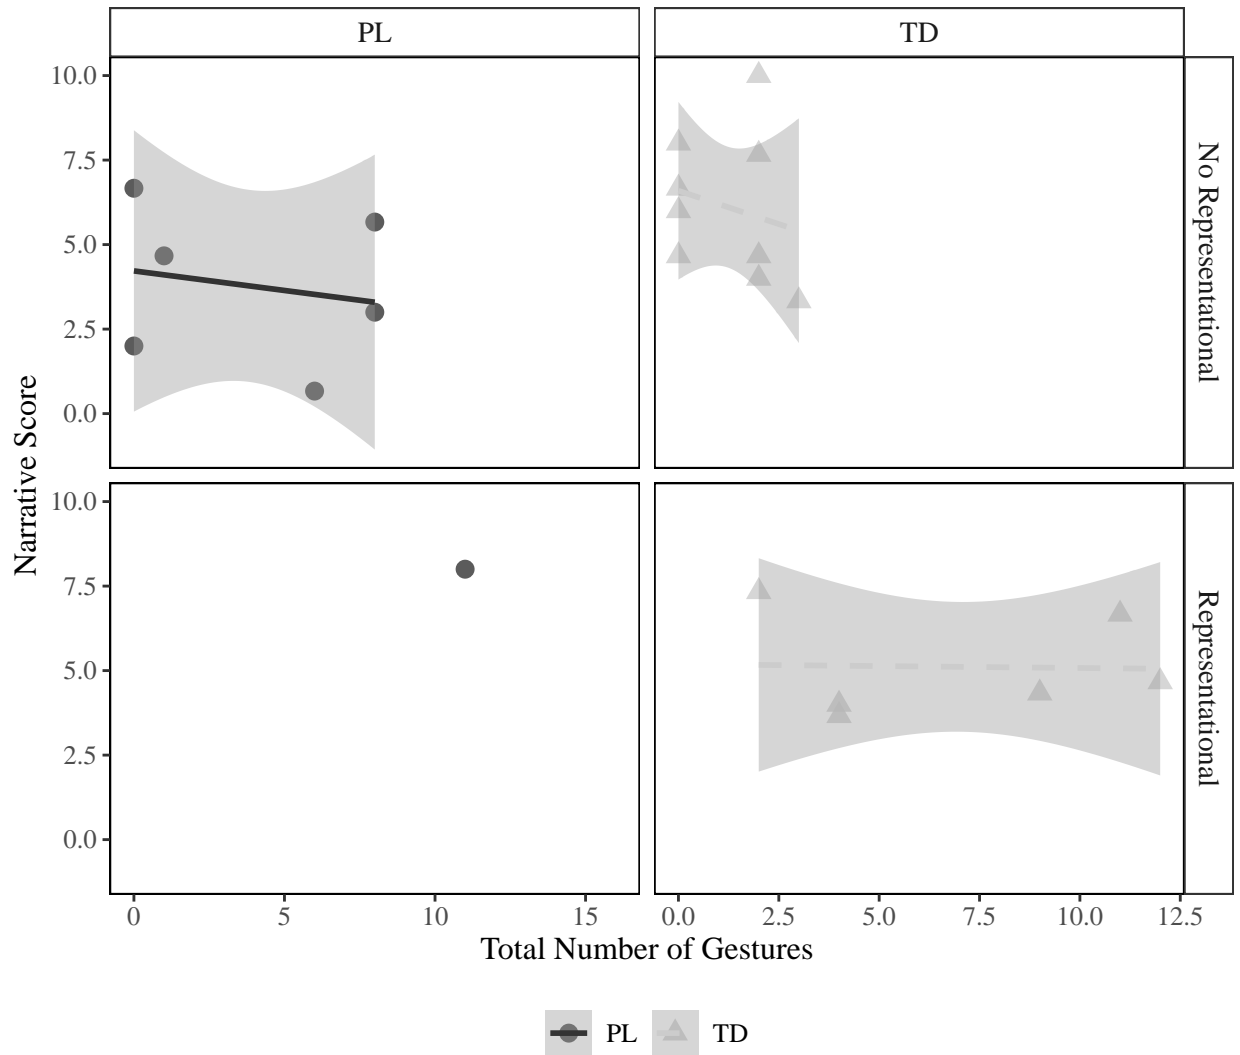 PL
TD
10.0
7.5
5.0
2.5
0.0
No Representational
Narrative Score
10.0
7.5
5.0
2.5
0.0
Representational
0 5 10 15
0.0 2.5 5.0 7.5 10.0 12.5
Total Number of Gestures
PL TD